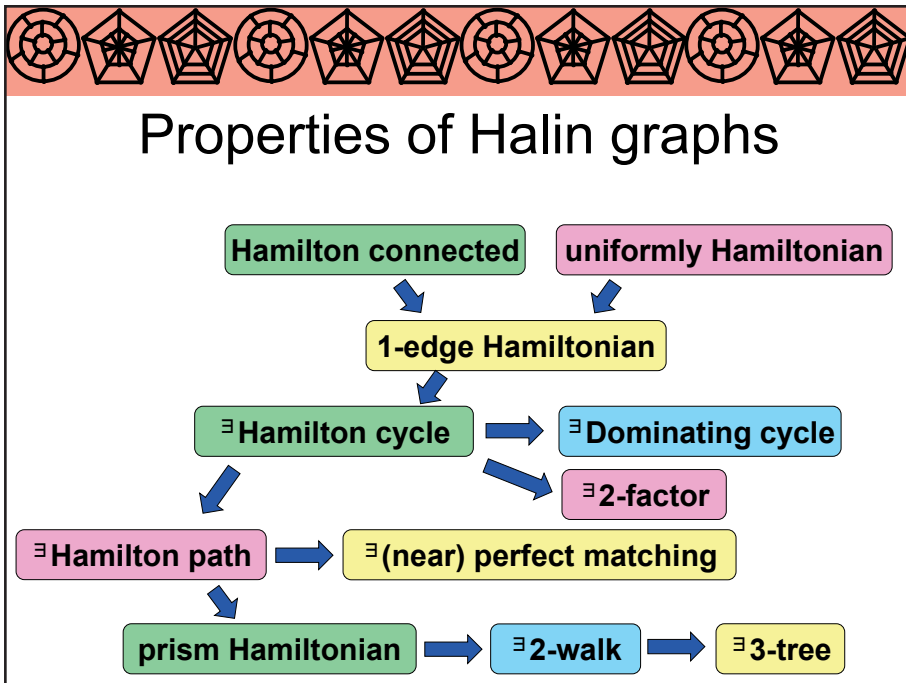 Properties of Halin graphs
Hamilton connected
uniformly Hamiltonian
1-edge Hamiltonian
∃Hamilton cycle
∃Dominating cycle
∃2-factor
∃Hamilton path
∃(near) perfect matching
prism Hamiltonian
∃2-walk
∃3-tree